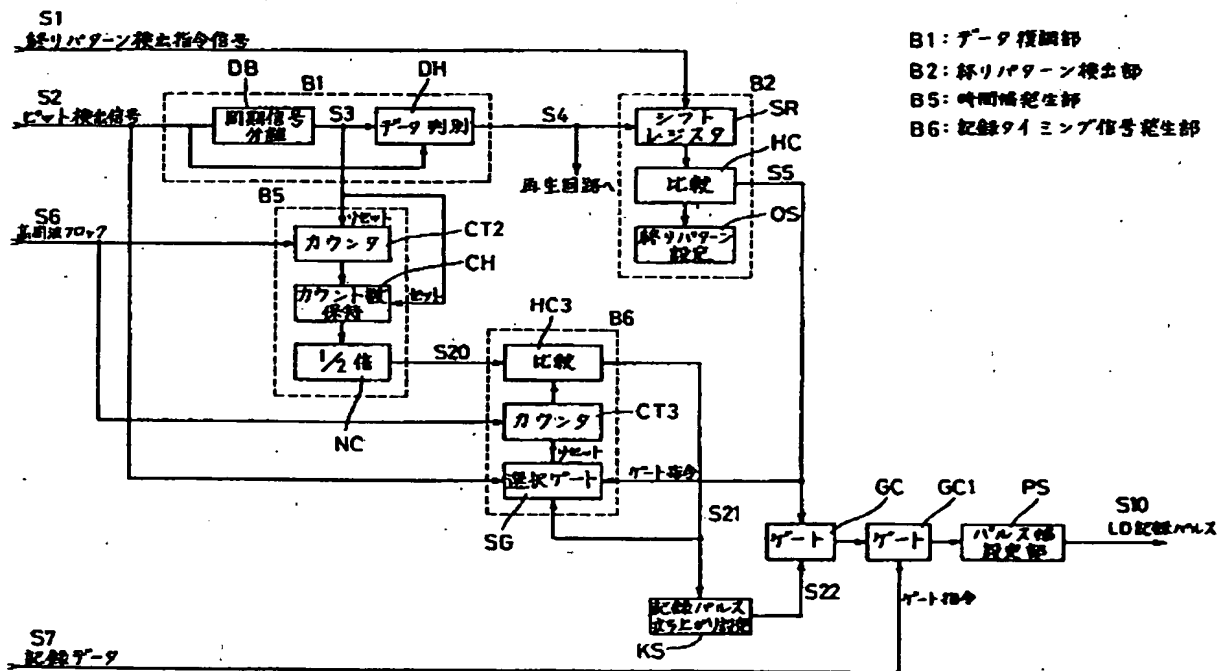 S1
終りパターン検出指令信号
S2
ピット検出信号
DB
B1
DH
同期信号
分離
S3
データ判別
S4
再生回路へ
B2
シフト
レジスタ
SR
HC
比較
S5
OS
終りパターン
設定
B1:データ復調部
B2:終りパターン検出部
B5:時間幅発生部
B6:記録タイミング信号発生部
B5
リセット
S6
高周波クロック
カウンタ
CT2
CH
カウント数
保持
セット
1/2倍
S20
NC
HC3
B6
比較
カウンタ
CT3
リセット
選択ゲート
ゲート指令
SG
S21
GC
GC1
PS
S10
LD記録パルス
ゲート
ゲート
パルス幅
設定部
S22
ゲート指令
記録パルス
立ち上がり設定
KS
S7
記録データ